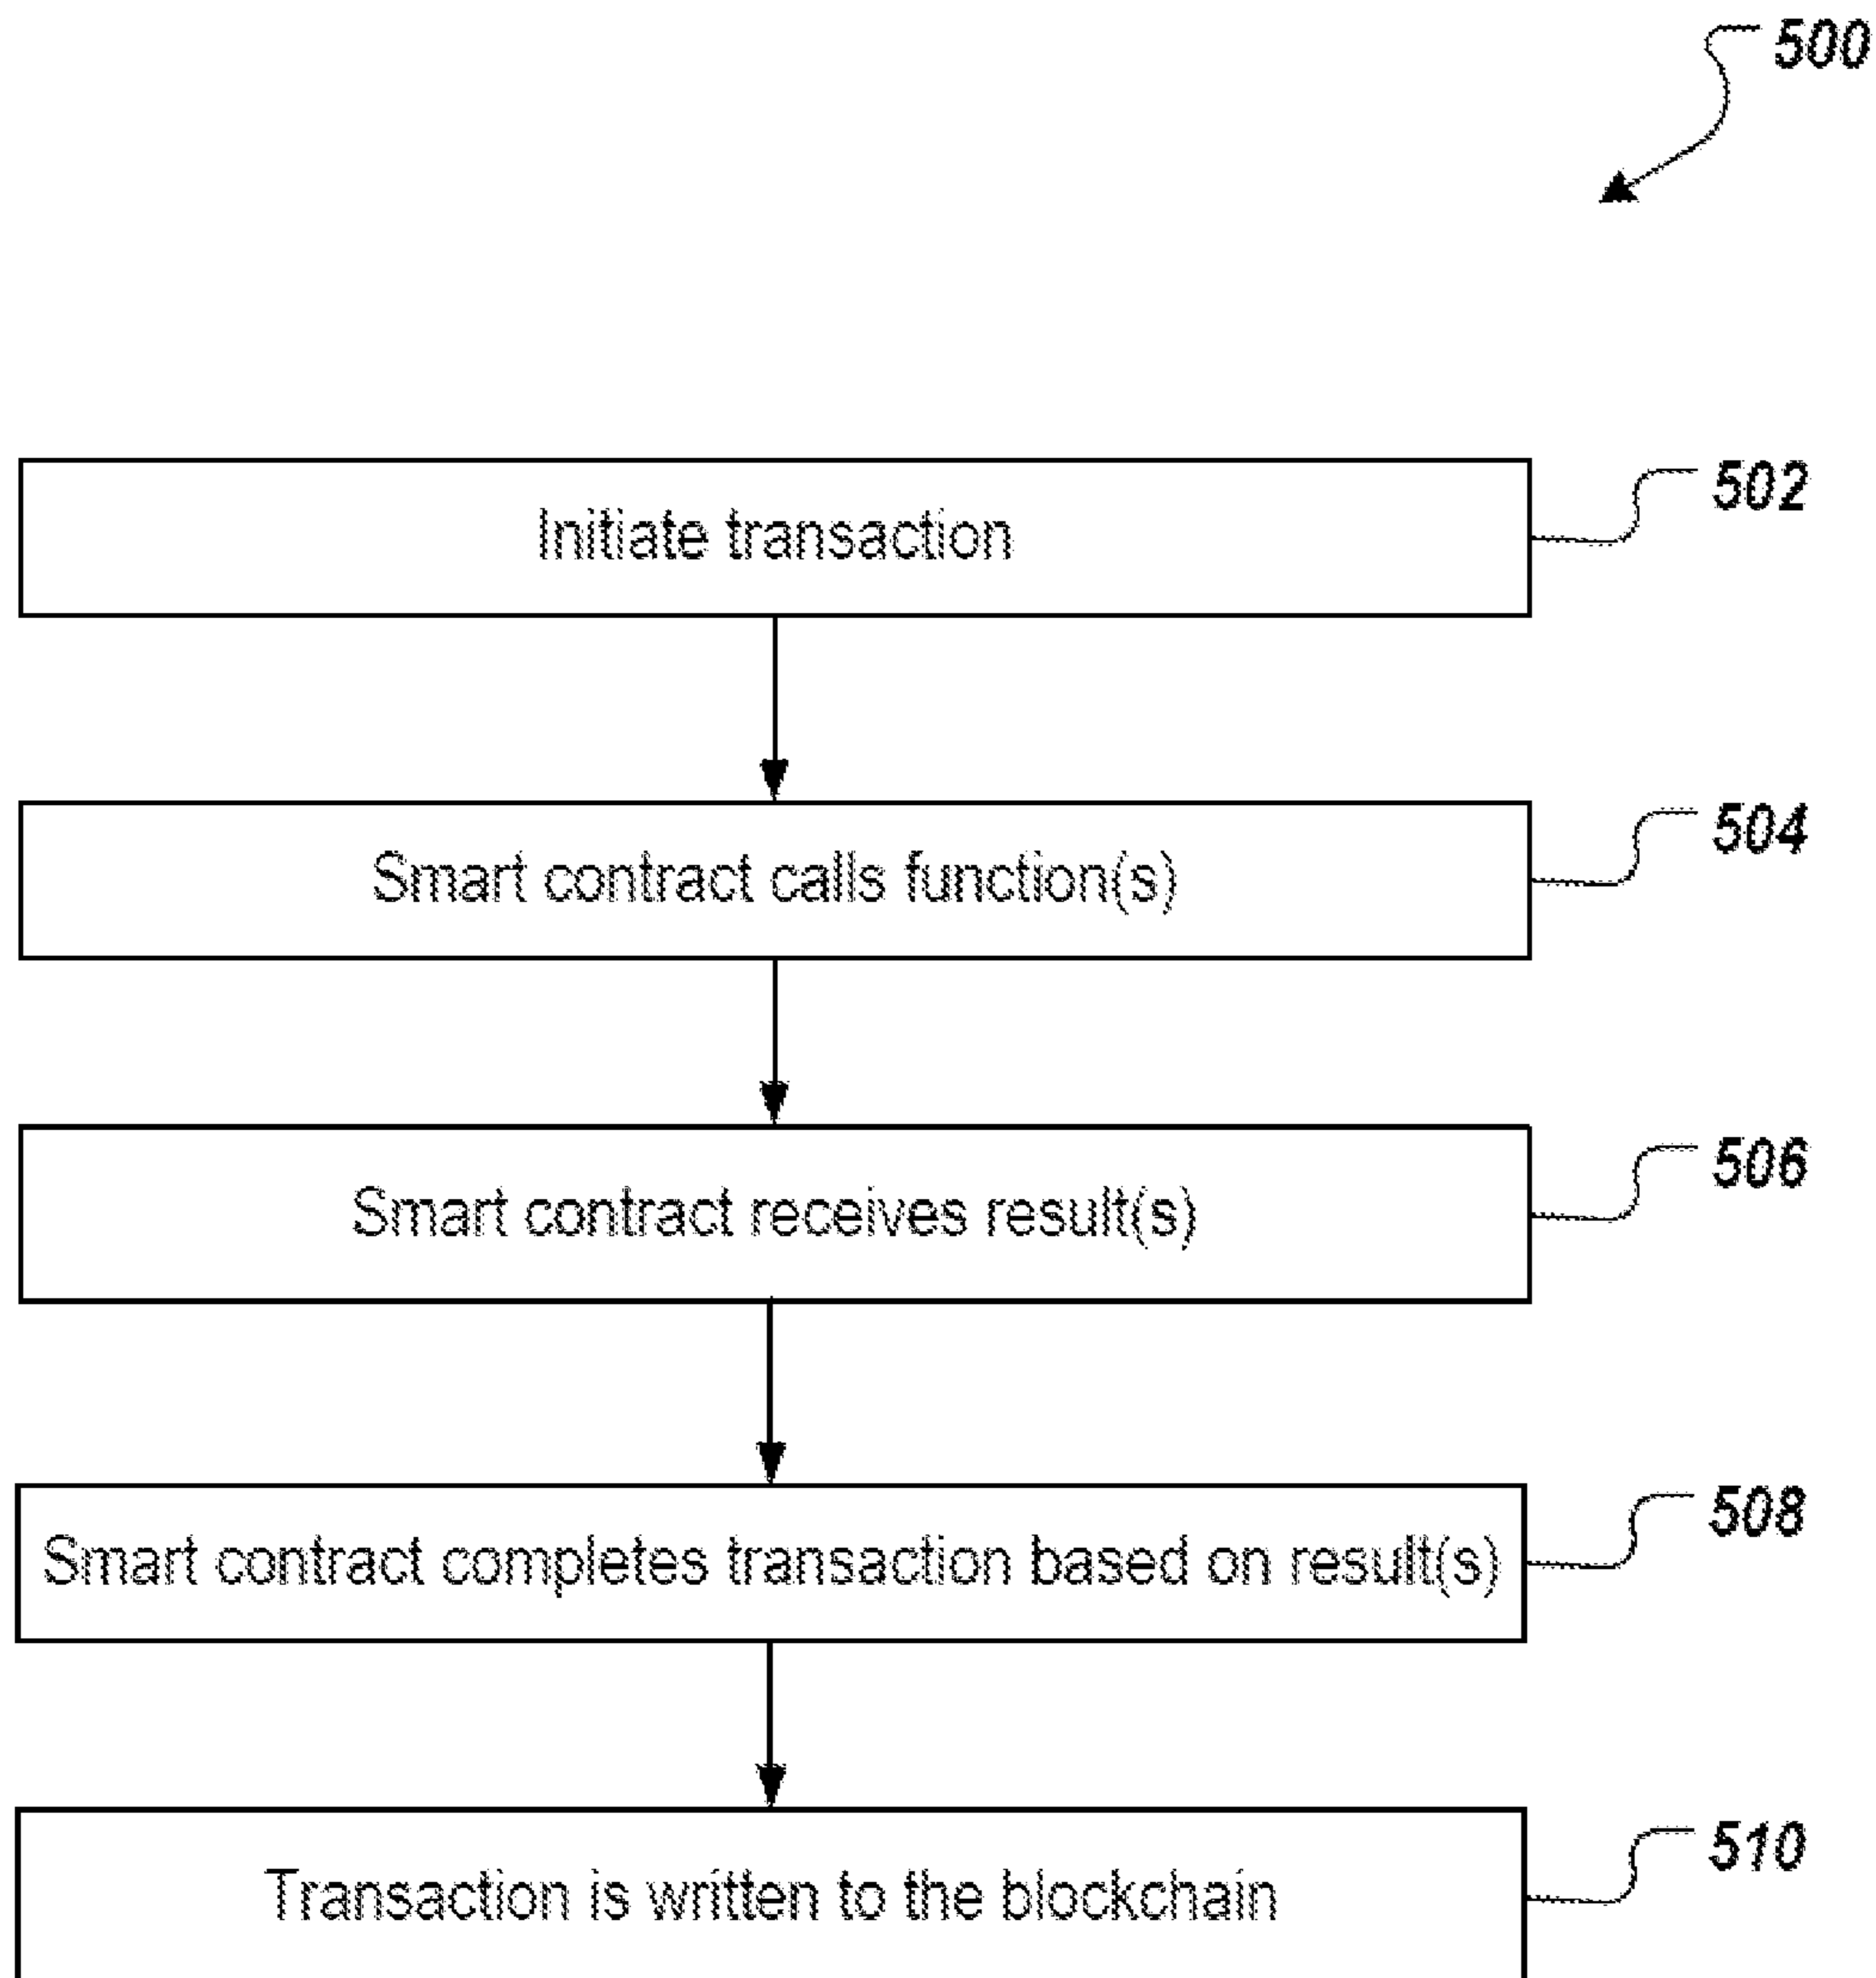 500
Initiate transaction
502
Smart contract calls function(s)
504
Smart contract receives result(s)
506
Smart contract completes transaction based on result(s)
508
Transaction is written to the blockchain
510